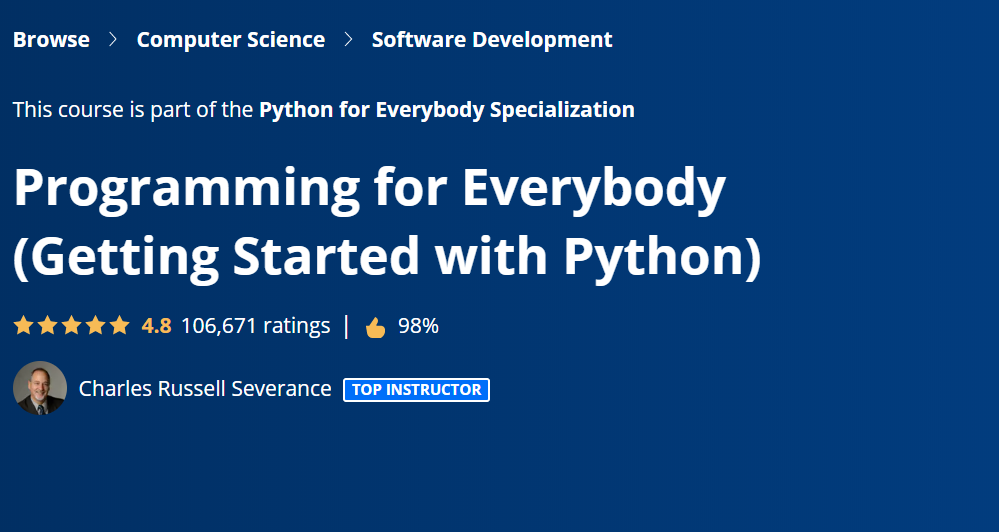 Browse > Computer Science > Software Development
This course is part of the Python for Everybody Specialization
Programming for Everybody
(Getting Started with Python)
4.8 106,671 ratings | 98%
Charles Russell Severance TOP INSTRUCTOR